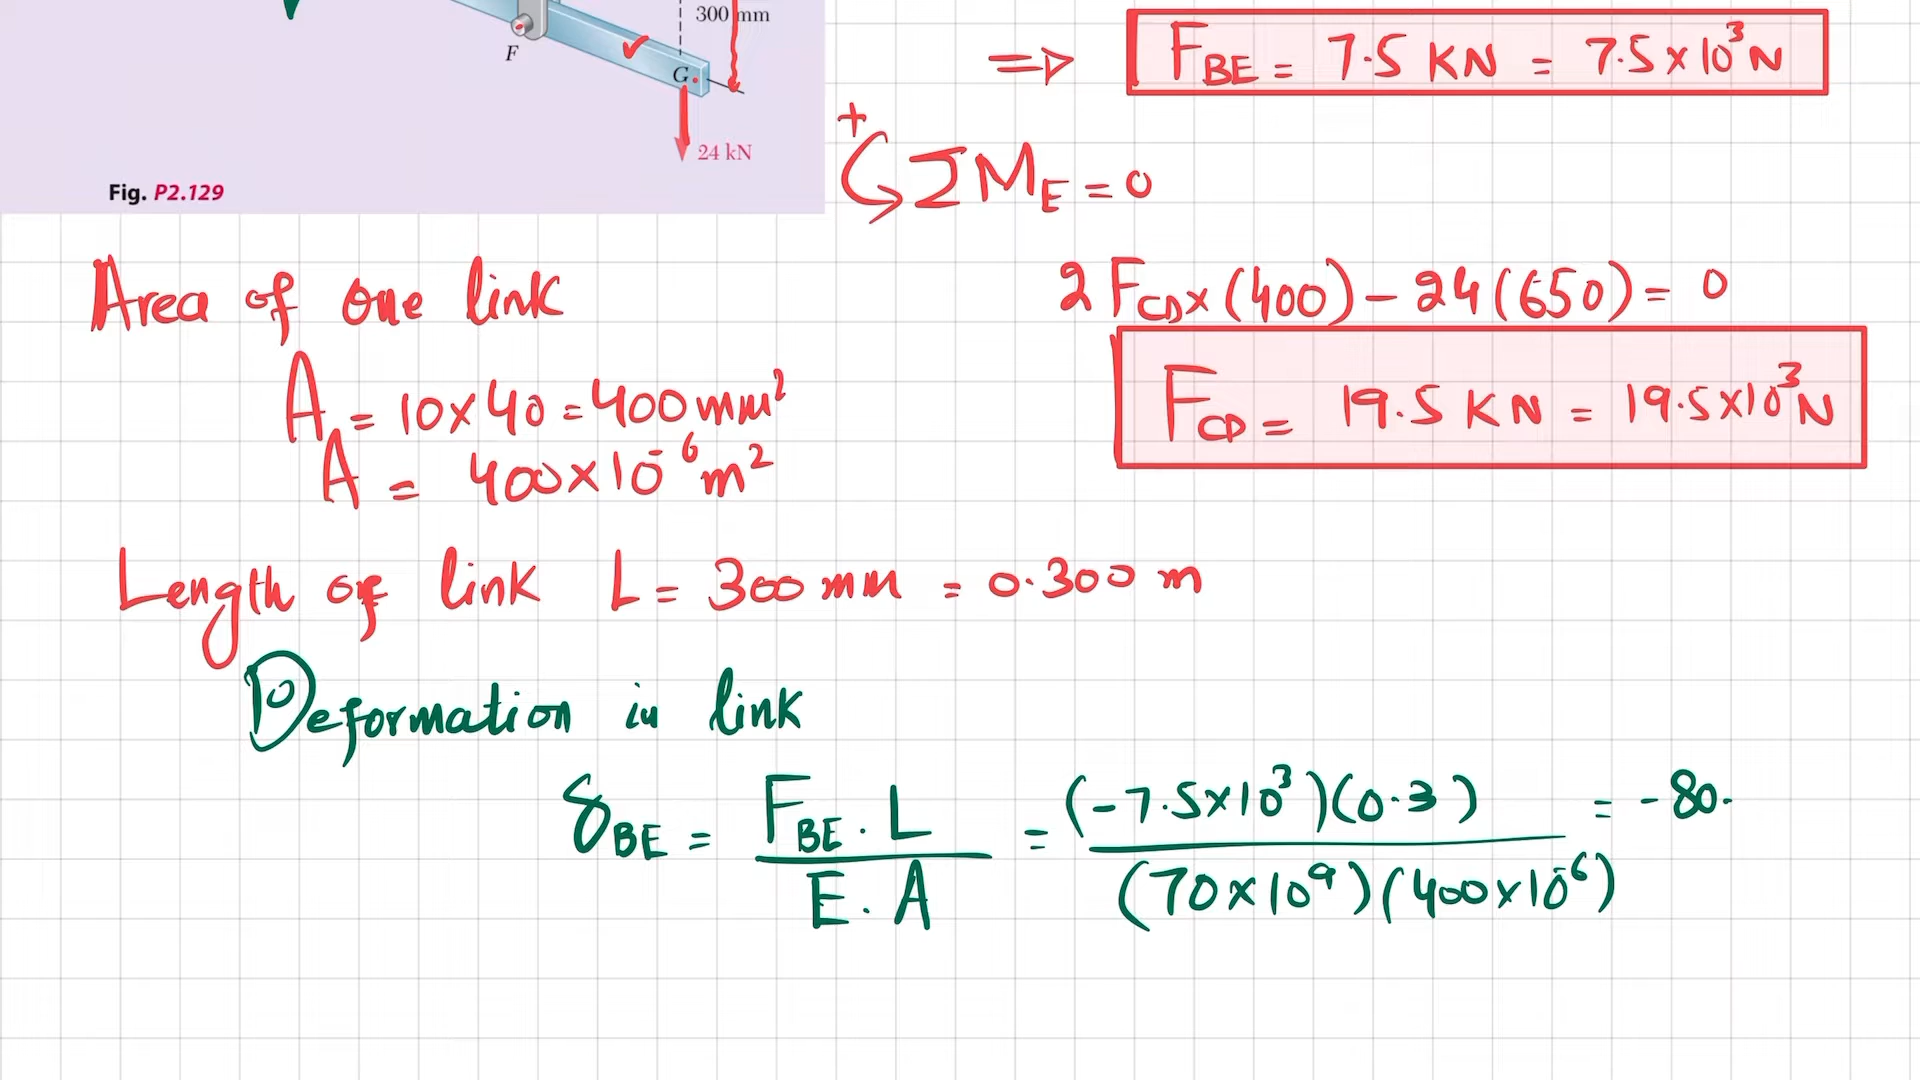 300 mm
F
G
24 kN
Fig. P2.129
=> F_BE = 7.5 KN = 7.5×10³ N
+ ΣM_E = 0
2 F_CD × (400) - 24 (650) = 0
F_CD = 19.5 KN = 19.5×10³ N
Area of one link
A = 10×40 = 400 mm²
A = 400×10⁻⁶ m²
Length of link L = 300 mm = 0.300 m
Deformation in link
δ_BE = F_BE . L / E . A = (-7.5×10³)(0.3) / (70×10⁹)(400×10⁻⁶) = -80.